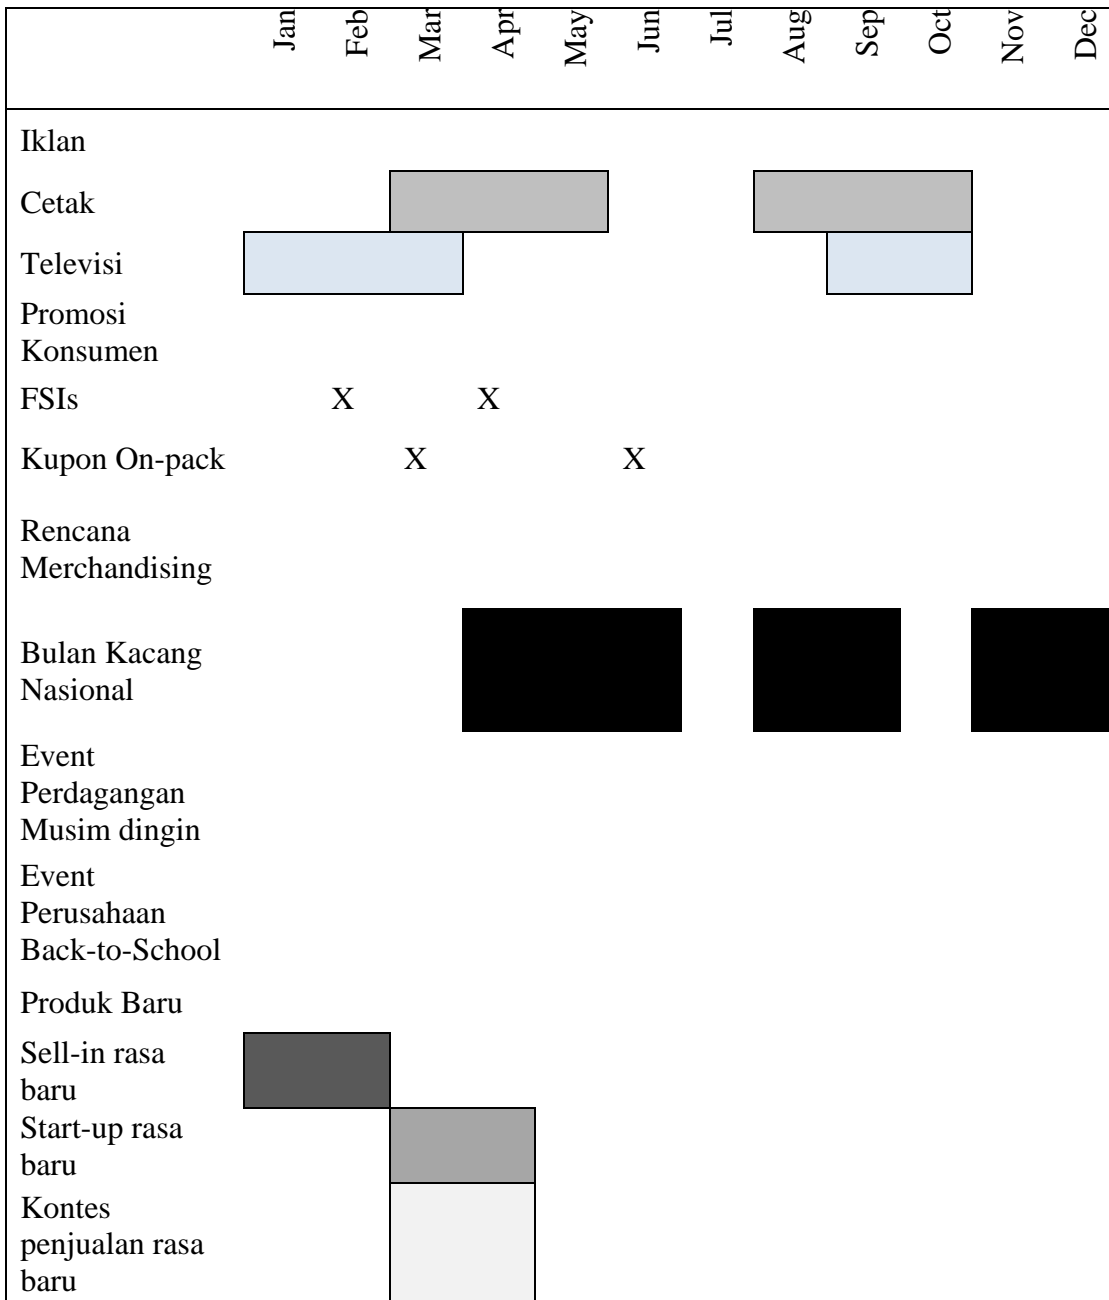 Jan Feb Mar Apr May Jun Jul Aug Sep Oct Nov Dec
Iklan
Cetak
Televisi
Promosi
Konsumen
FSIs X X
Kupon On-pack X X
Rencana
Merchandising
Bulan Kacang
Nasional
Event
Perdagangan
Musim dingin
Event
Perusahaan
Back-to-School
Produk Baru
Sell-in rasa
baru
Start-up rasa
baru
Kontes
penjualan rasa
baru